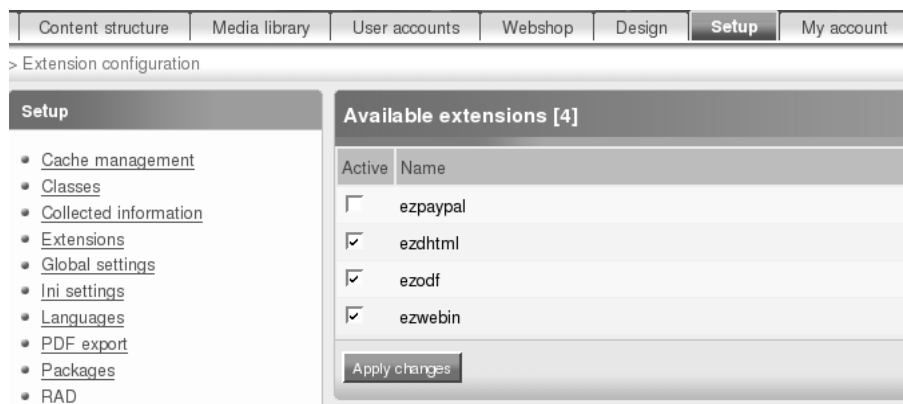 Content structure Media library User accounts Webshop Design Setup My account
> Extension configuration
Setup
Cache management
Classes
Collected information
Extensions
Global settings
Ini settings
Languages
PDF export
Packages
RAD
Available extensions [4]
Active Name
ezpaypal
ezdhtml
ezodf
ezwebin
Apply changes